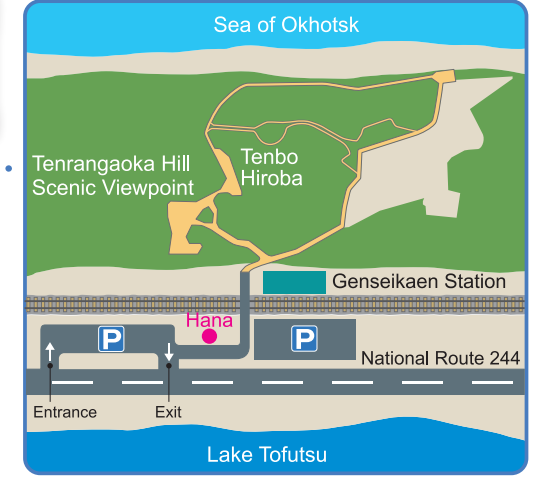 Sea of Okhotsk
Tenrangaoka Hill
Scenic Viewpoint
Tenbo
Hiroba
Genseikaen Station
Hana
P
P
National Route 244
Entrance
Exit
Lake Tofutsu